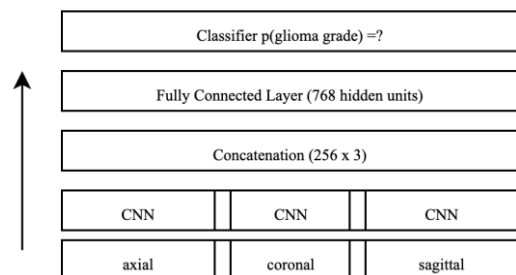 Classifier p(glioma grade) =?
Fully Connected Layer (768 hidden units)
Concatenation (256 x 3)
CNN CNN CNN
axial coronal sagittal